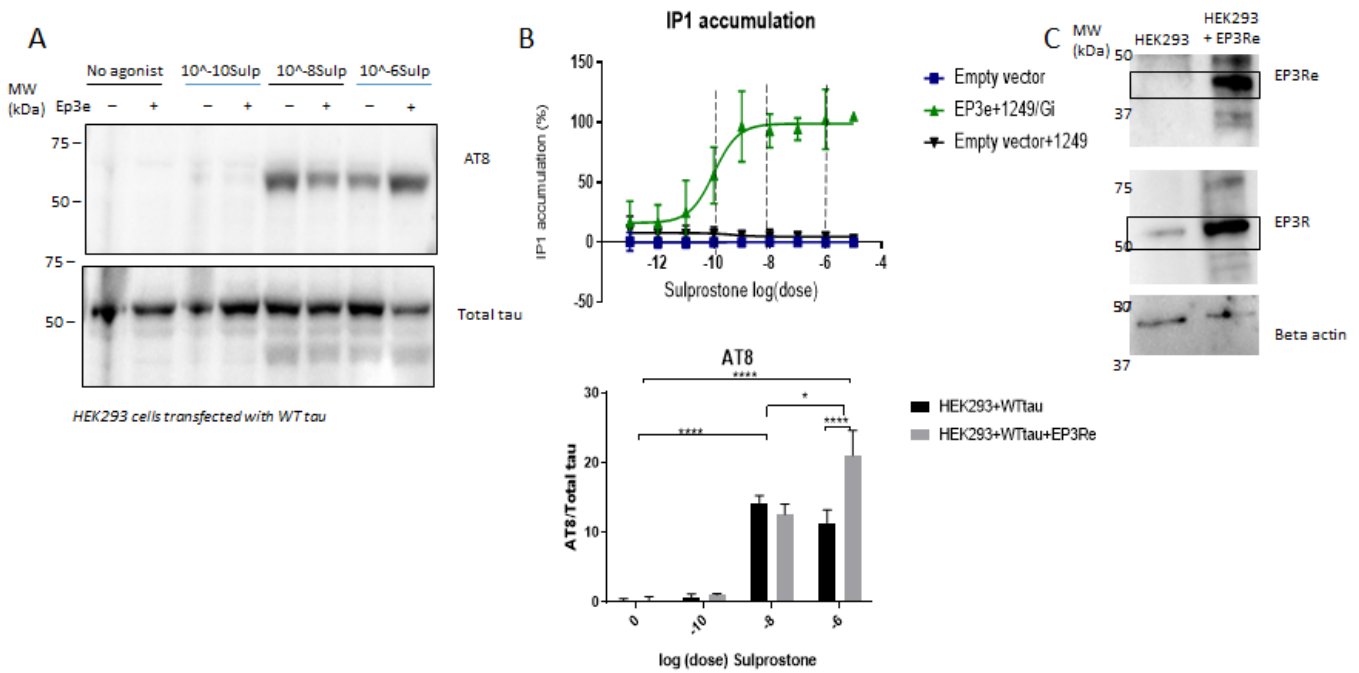 A
MW
(kDa)
No agonist 10^-10Sulp 10^-8Sulp 10^-6Sulp
Ep3e – + – + – + – +
75
50
AT8
75
50
Total tau
HEK293 cells transfected with WT tau
B
IP1 accumulation
IP1 accumulation (%)
150
100
50
0
-50
-12 -10 -8 -6 -4
Sulprostone log(dose)
Empty vector
EP3e+1249/Gi
Empty vector+1249
AT8
AT8/Total tau
30
20
10
0
****
****
*
****
0 -10 -8 -6
log (dose) Sulprostone
HEK293+WTtau
HEK293+WTtau+EP3Re
C
MW
(kDa)
HEK293
HEK293
+ EP3Re
50
EP3Re
37
75
EP3R
50
Beta actin
37